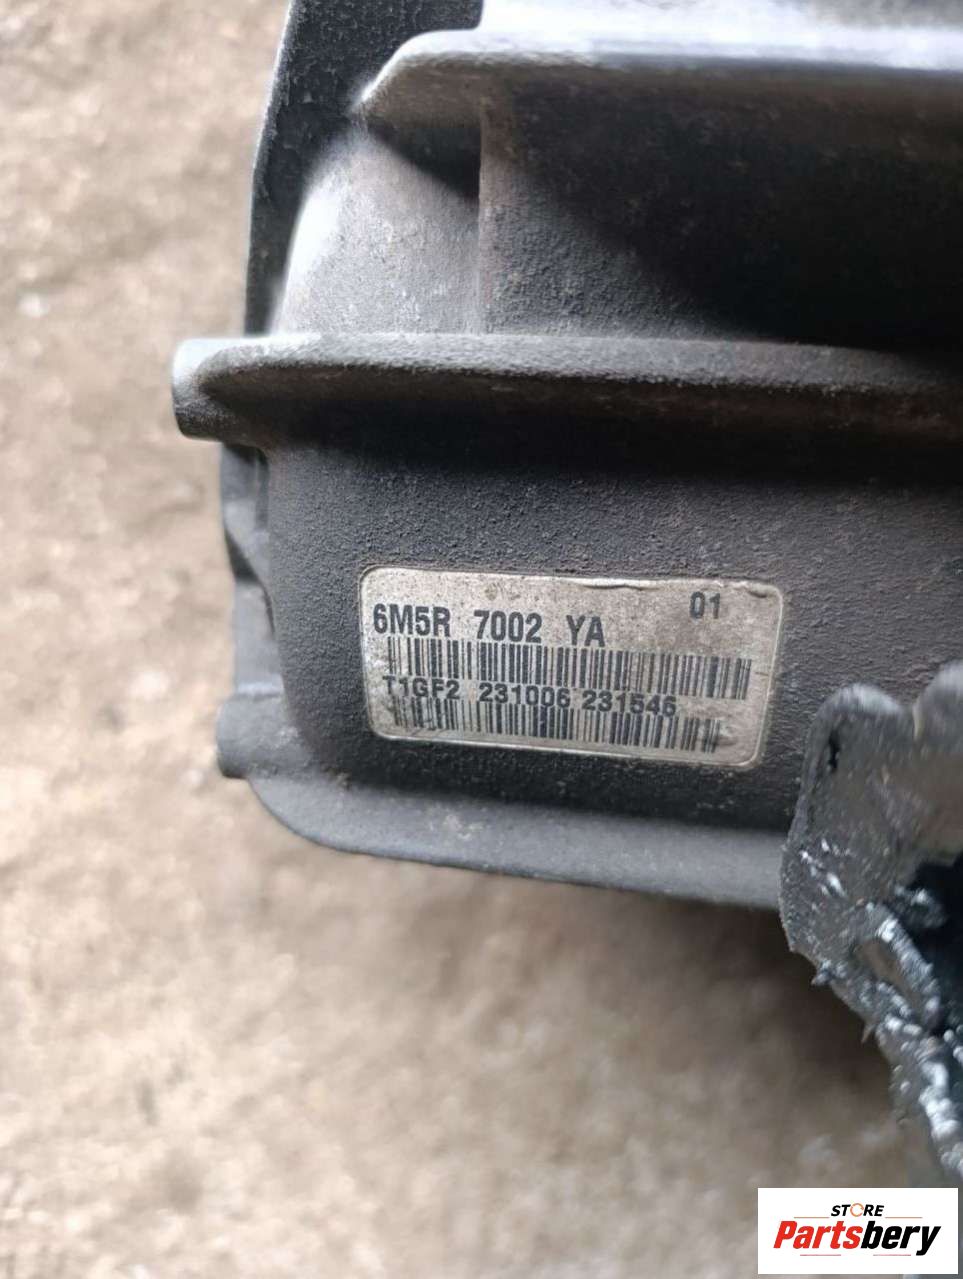 01
6M5R 7002 YA
T1GF2 231006 231546
STORE
Partsbery